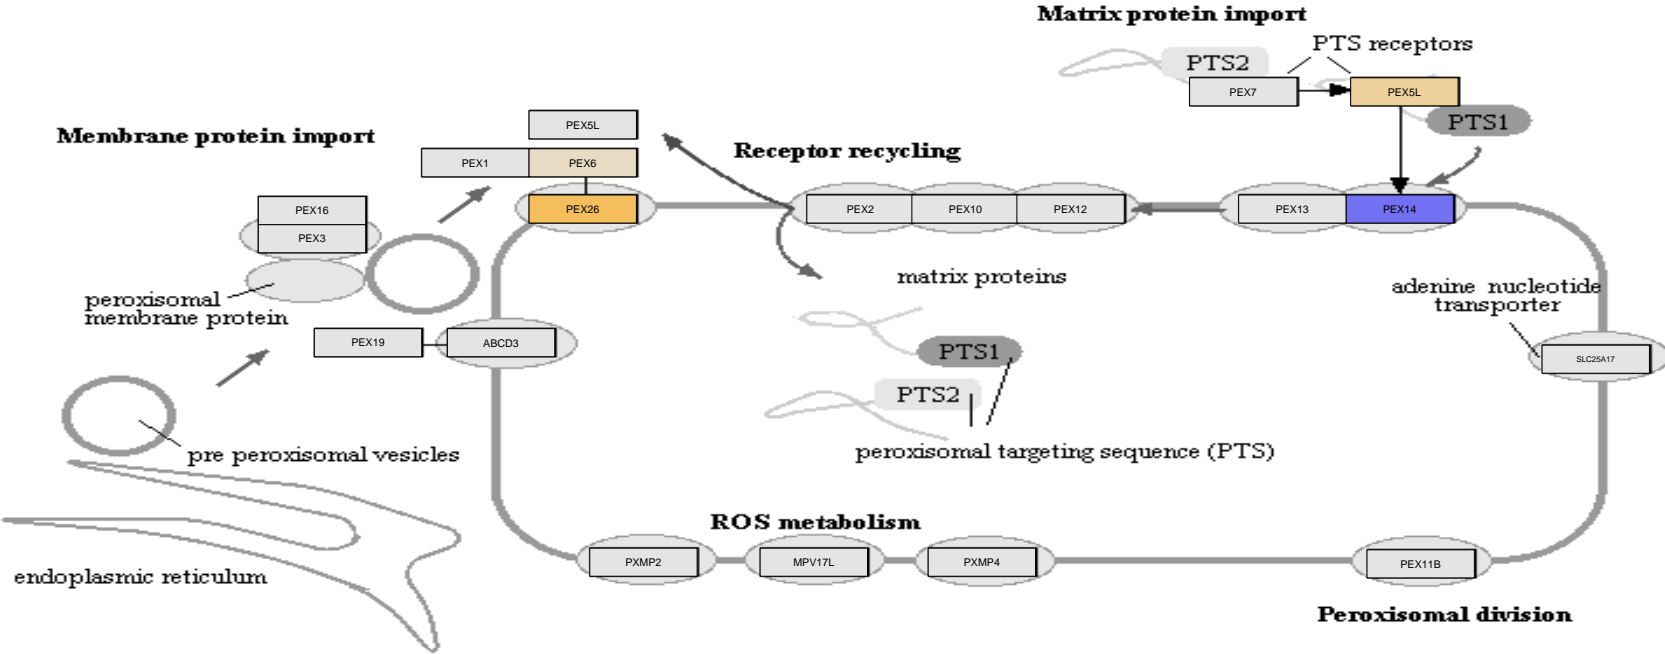 Matrix protein import
PTS receptors
PTS2
PEX7
PEX5L
PTS1
PEX5L
Membrane protein import
Receptor recycling
PEX1
PEX6
PEX16
PEX3
PEX26
PEX2
PEX10
PEX12
PEX13
PEX14
matrix proteins
peroxisomal
membrane protein
adenine nucleotide
transporter
PEX19
ABCD3
PTS1
SLC25A17
PTS2
pre peroxisomal vesicles
peroxisomal targeting sequence (PTS)
ROS metabolism
endoplasmic reticulum
PXMP2
MPV17L
PXMP4
PEX11B
Peroxisomal division